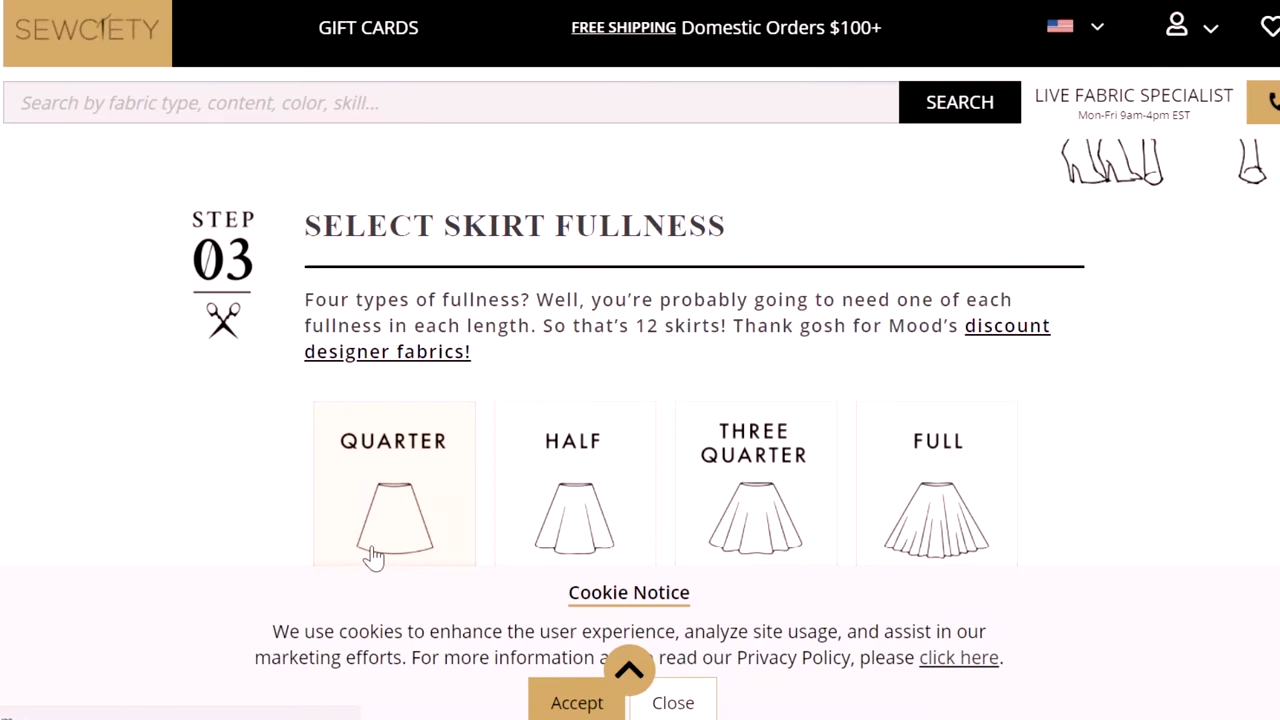 SEWCIETY
GIFT CARDS
FREE SHIPPING Domestic Orders $100+
Search by fabric type, content, color, skill...
SEARCH
LIVE FABRIC SPECIALIST
Mon-Fri 9am-4pm EST
STEP
03
SELECT SKIRT FULLNESS
Four types of fullness? Well, you’re probably going to need one of each
fullness in each length. So that’s 12 skirts! Thank gosh for Mood’s discount
designer fabrics!
QUARTER
HALF
THREE
QUARTER
FULL
Cookie Notice
We use cookies to enhance the user experience, analyze site usage, and assist in our
marketing efforts. For more information read our Privacy Policy, please click here.
Accept
Close